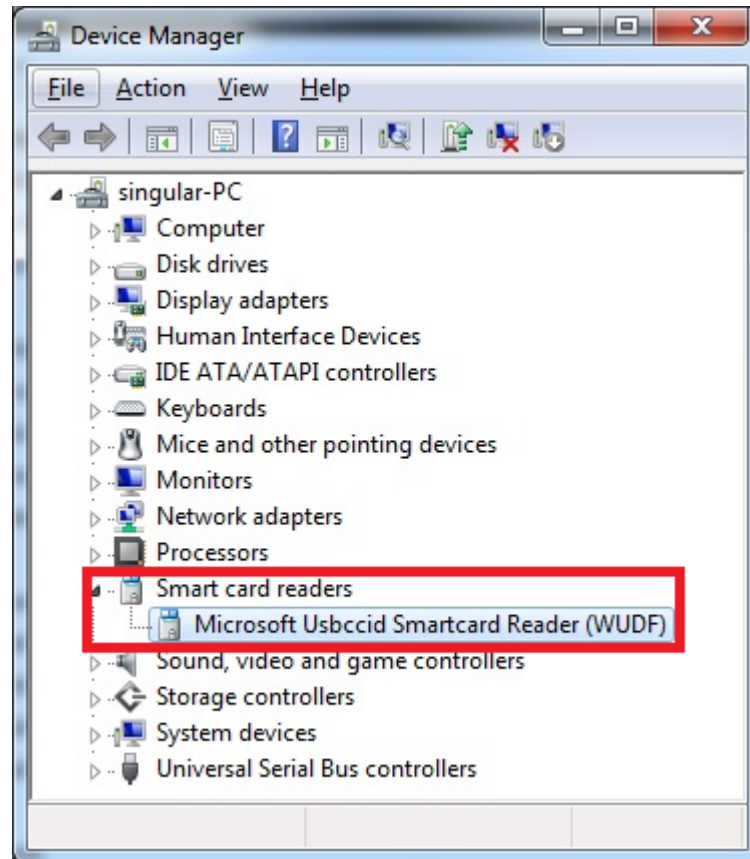 Device Manager
File Action View Help
singular-PC
Computer
Disk drives
Display adapters
Human Interface Devices
IDE ATA/ATAPI controllers
Keyboards
Mice and other pointing devices
Monitors
Network adapters
Processors
Smart card readers
Microsoft Usbccid Smartcard Reader (WUDF)
Sound, video and game controllers
Storage controllers
System devices
Universal Serial Bus controllers